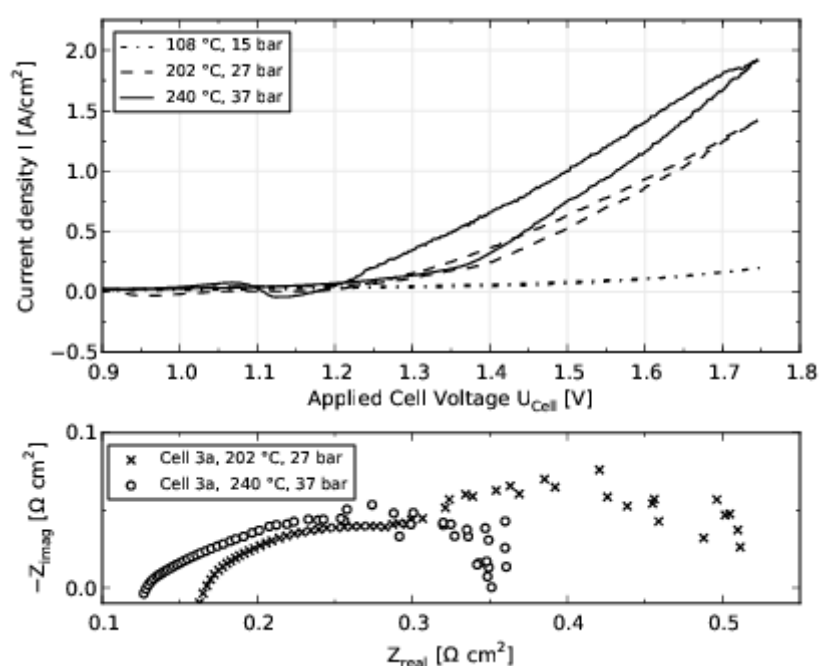 2.0
1.5
1.0
0.5
0.0
−0.5
Current density I [A/cm²]
108 °C, 15 bar
202 °C, 27 bar
240 °C, 37 bar
0.9 1.0 1.1 1.2 1.3 1.4 1.5 1.6 1.7 1.8
Applied Cell Voltage U_Cell [V]
0.1
0.0
−Z_imag [Ω cm²]
Cell 3a, 202 °C, 27 bar
Cell 3a, 240 °C, 37 bar
0.1 0.2 0.3 0.4 0.5
Z_real [Ω cm²]